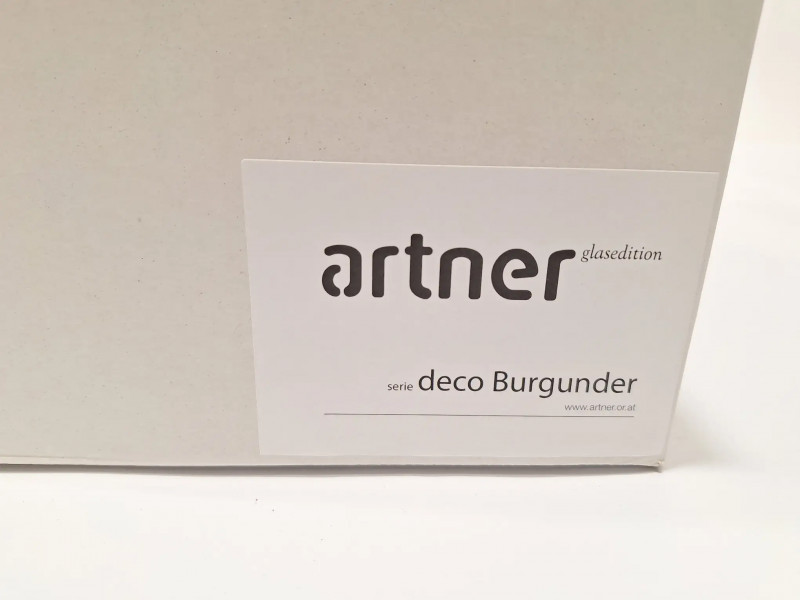 artner glasedition
serie deco Burgunder
www.artner.or.at